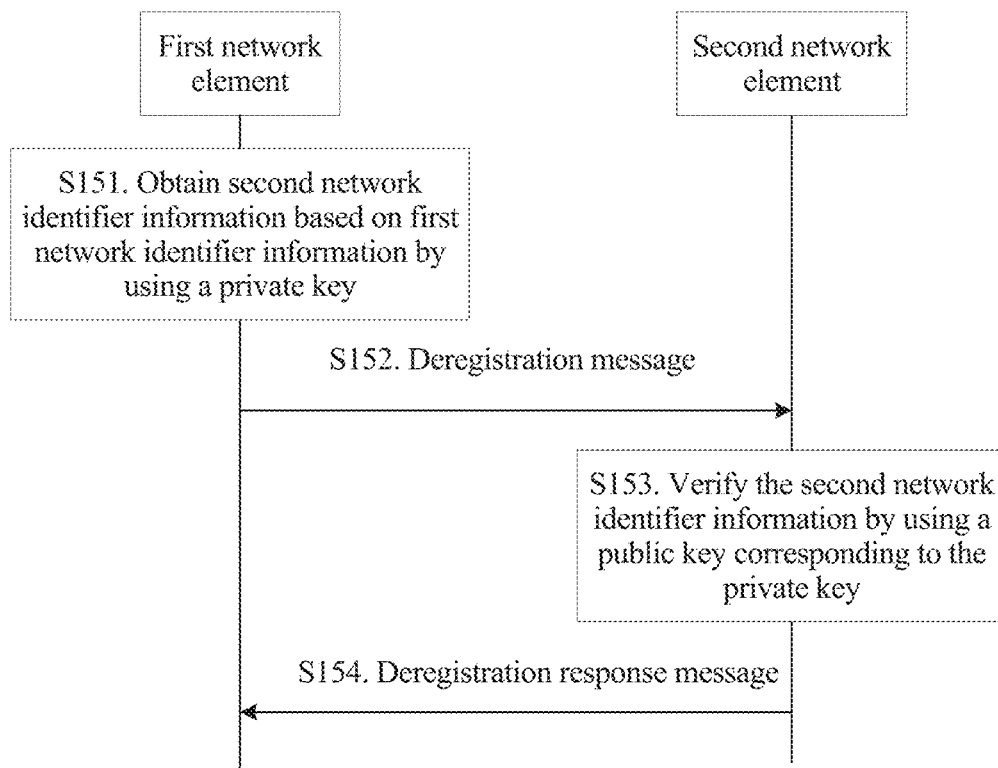 First network
element
Second network
element
S151. Obtain second network
identifier information based on first
network identifier information by
using a private key
S152. Deregistration message
S153. Verify the second network
identifier information by using a
public key corresponding to the
private key
S154. Deregistration response message